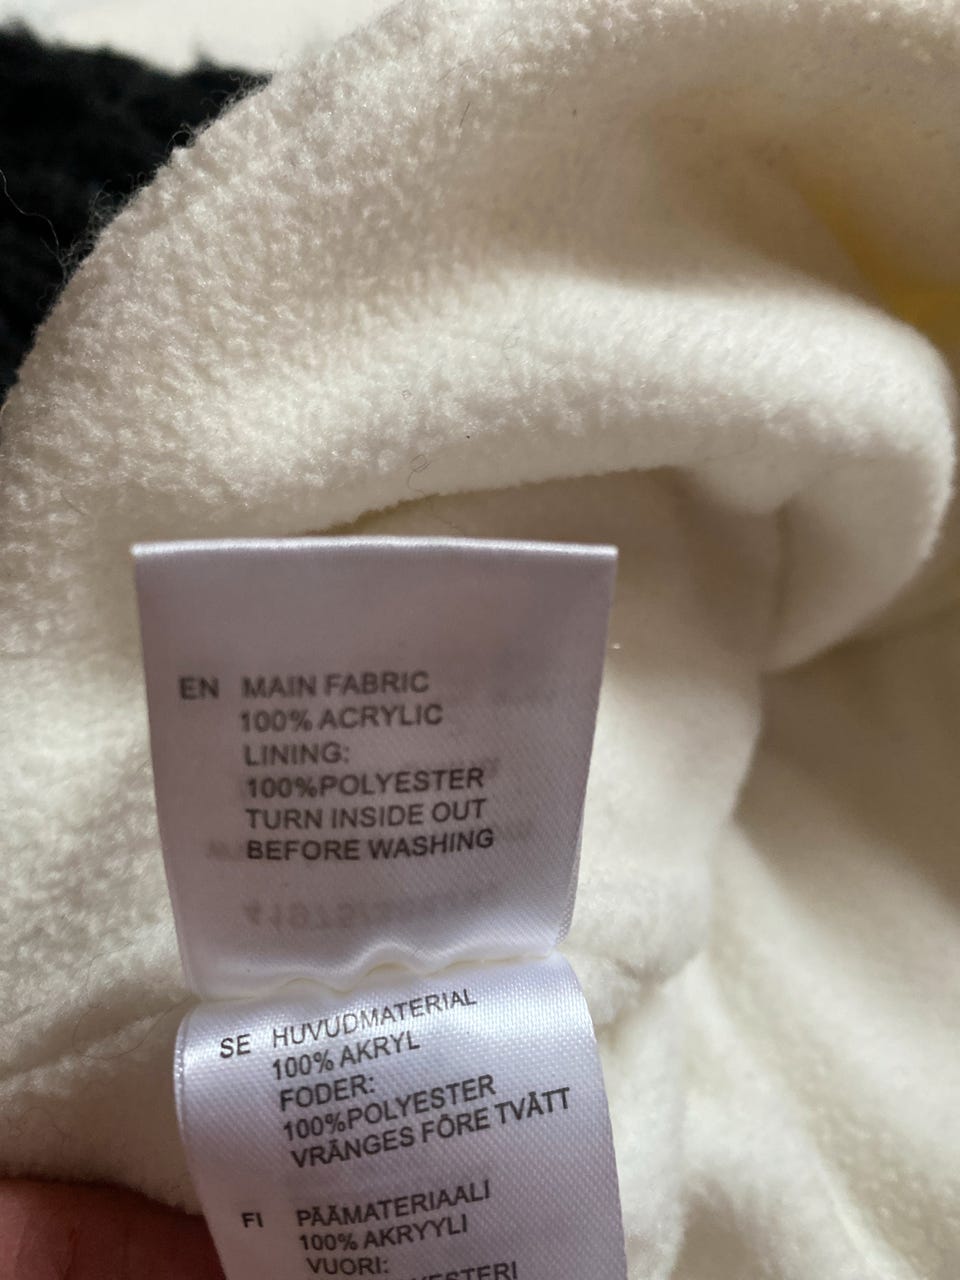 EN MAIN FABRIC
100% ACRYLIC
LINING:
100%POLYESTER
TURN INSIDE OUT
BEFORE WASHING
SE HUVUDMATERIAL
100% AKRYL
FODER:
100%POLYESTER
VRÄNGES FÖRE TVÄTT
FI PÄÄMATERIAALI
100% AKRYYLI
VUORI: